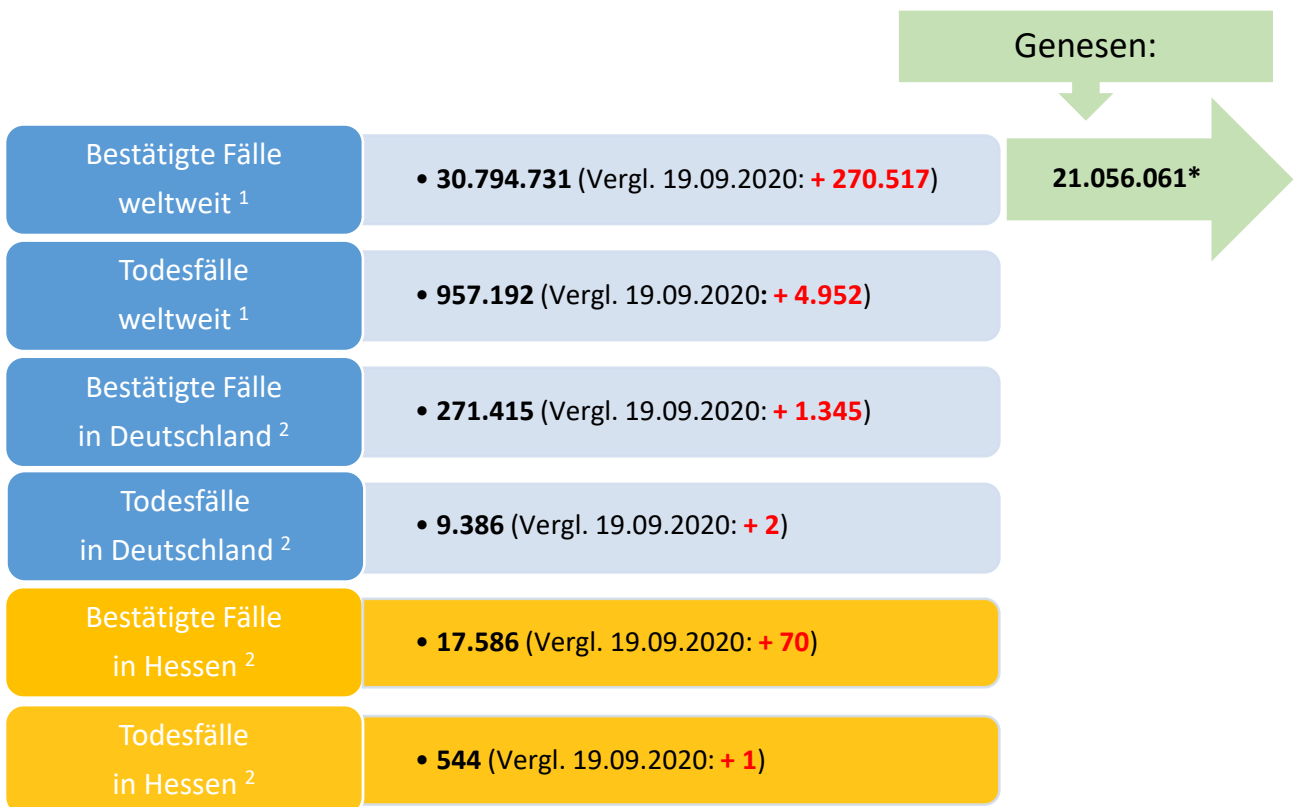 Genesen:
Bestätigte Fälle
weltweit ¹
• 30.794.731 (Vergl. 19.09.2020: + 270.517)
21.056.061*
Todesfälle
weltweit ¹
• 957.192 (Vergl. 19.09.2020: + 4.952)
Bestätigte Fälle
in Deutschland ²
• 271.415 (Vergl. 19.09.2020: + 1.345)
Todesfälle
in Deutschland ²
• 9.386 (Vergl. 19.09.2020: + 2)
Bestätigte Fälle
in Hessen ²
• 17.586 (Vergl. 19.09.2020: + 70)
Todesfälle
in Hessen ²
• 544 (Vergl. 19.09.2020: + 1)